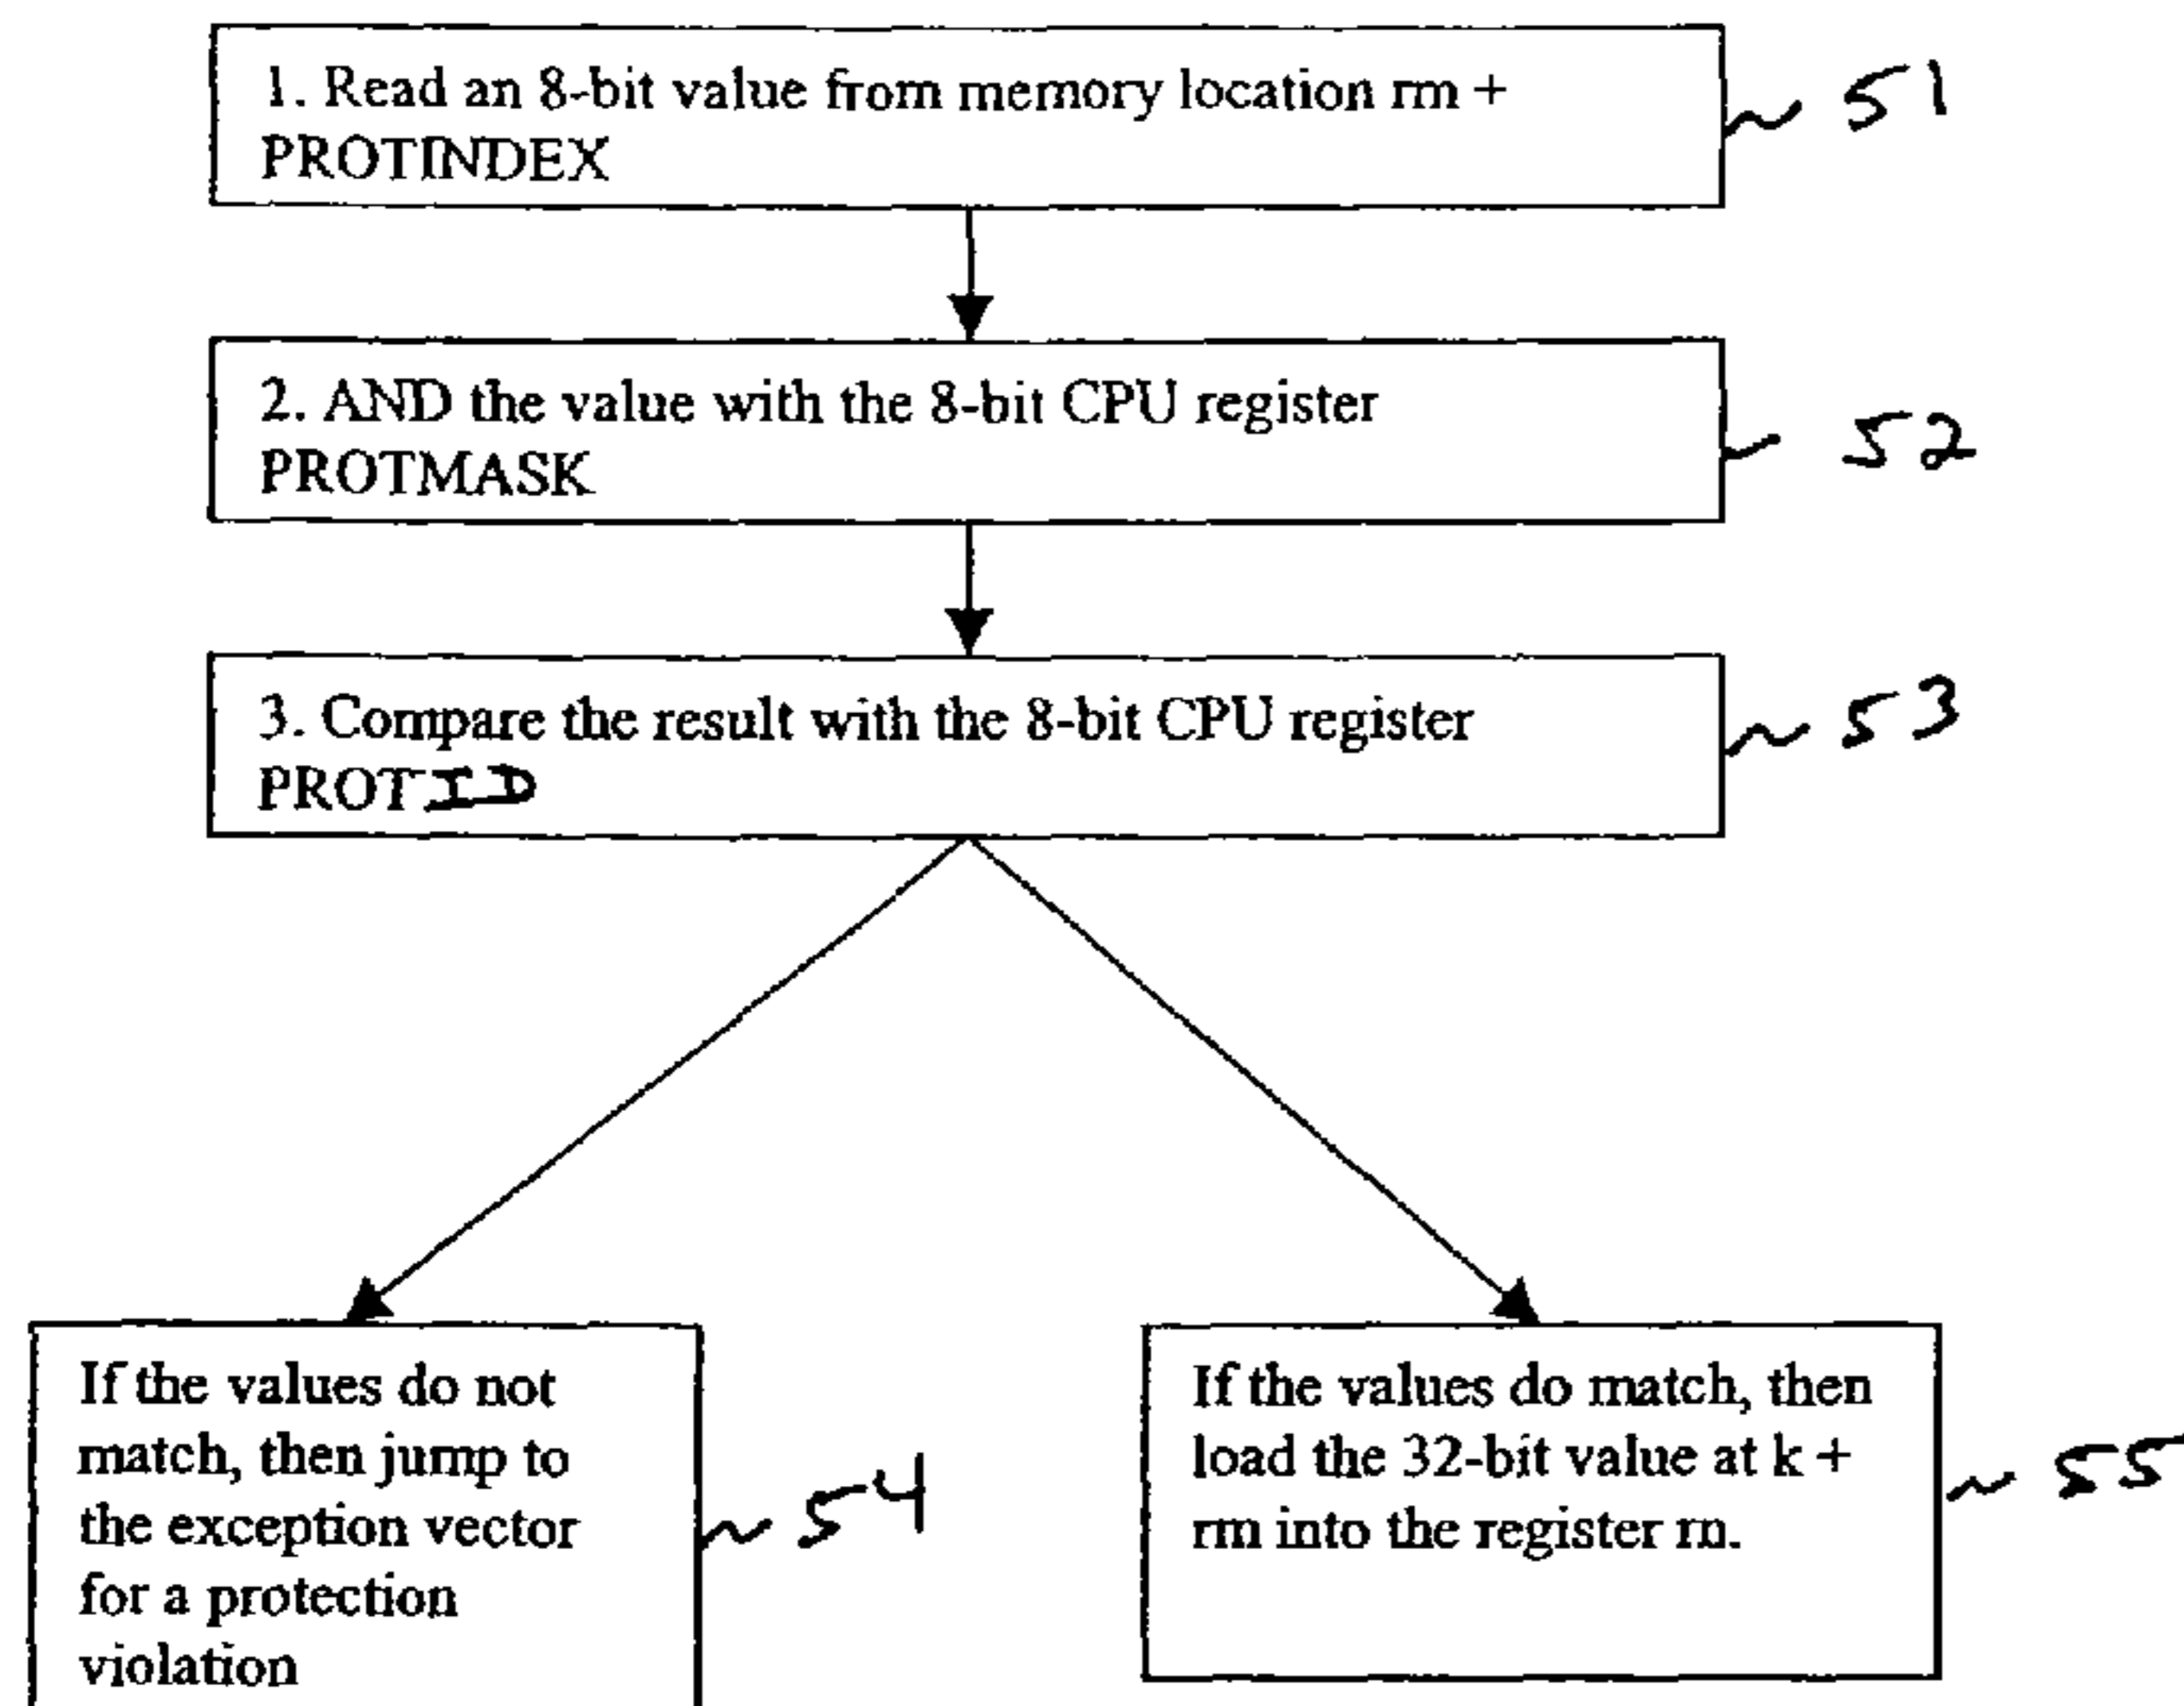 1. Read an 8-bit value from memory location rm +
PROTINDEX
51
2. AND the value with the 8-bit CPU register
PROTMASK
52
3. Compare the result with the 8-bit CPU register
PROTID
53
If the values do not
match, then jump to
the exception vector
for a protection
violation
54
If the values do match, then
load the 32-bit value at k +
rm into the register rn.
55